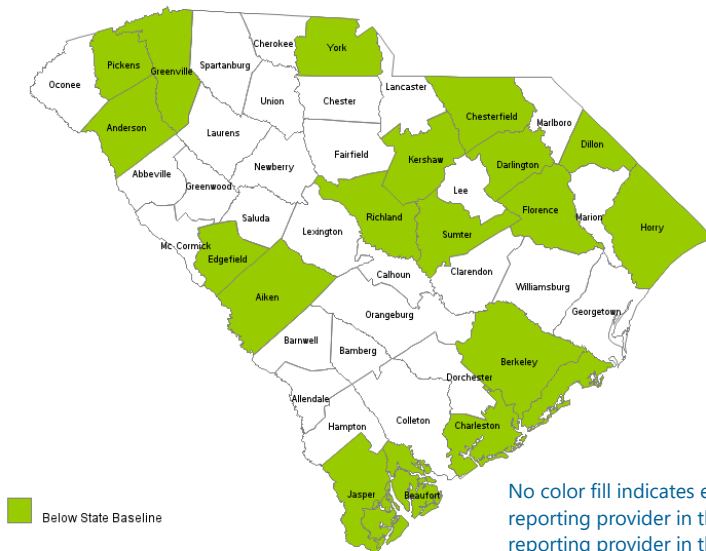 Cherokee
York
Pickens
Spartanburg
Greenville
Oconee
Union
Chester
Lancaster
Chesterfield
Marlboro
Anderson
Laurens
Dillon
Newberry
Fairfield
Kershaw
Darlington
Abbeville
Greenwood
Lee
Saluda
Richland
Florence
Marion
Horry
Lexington
Sumter
Mc Cormick
Edgefield
Calhoun
Clarendon
Aiken
Williamsburg
Orangeburg
Georgetown
Barnwell
Bamberg
Berkeley
Dorchester
Allendale
Colleton
Charleston
Hampton
Jasper
Beaufort
Below State Baseline
No color fill indicates
reporting provider in
reporting provider in